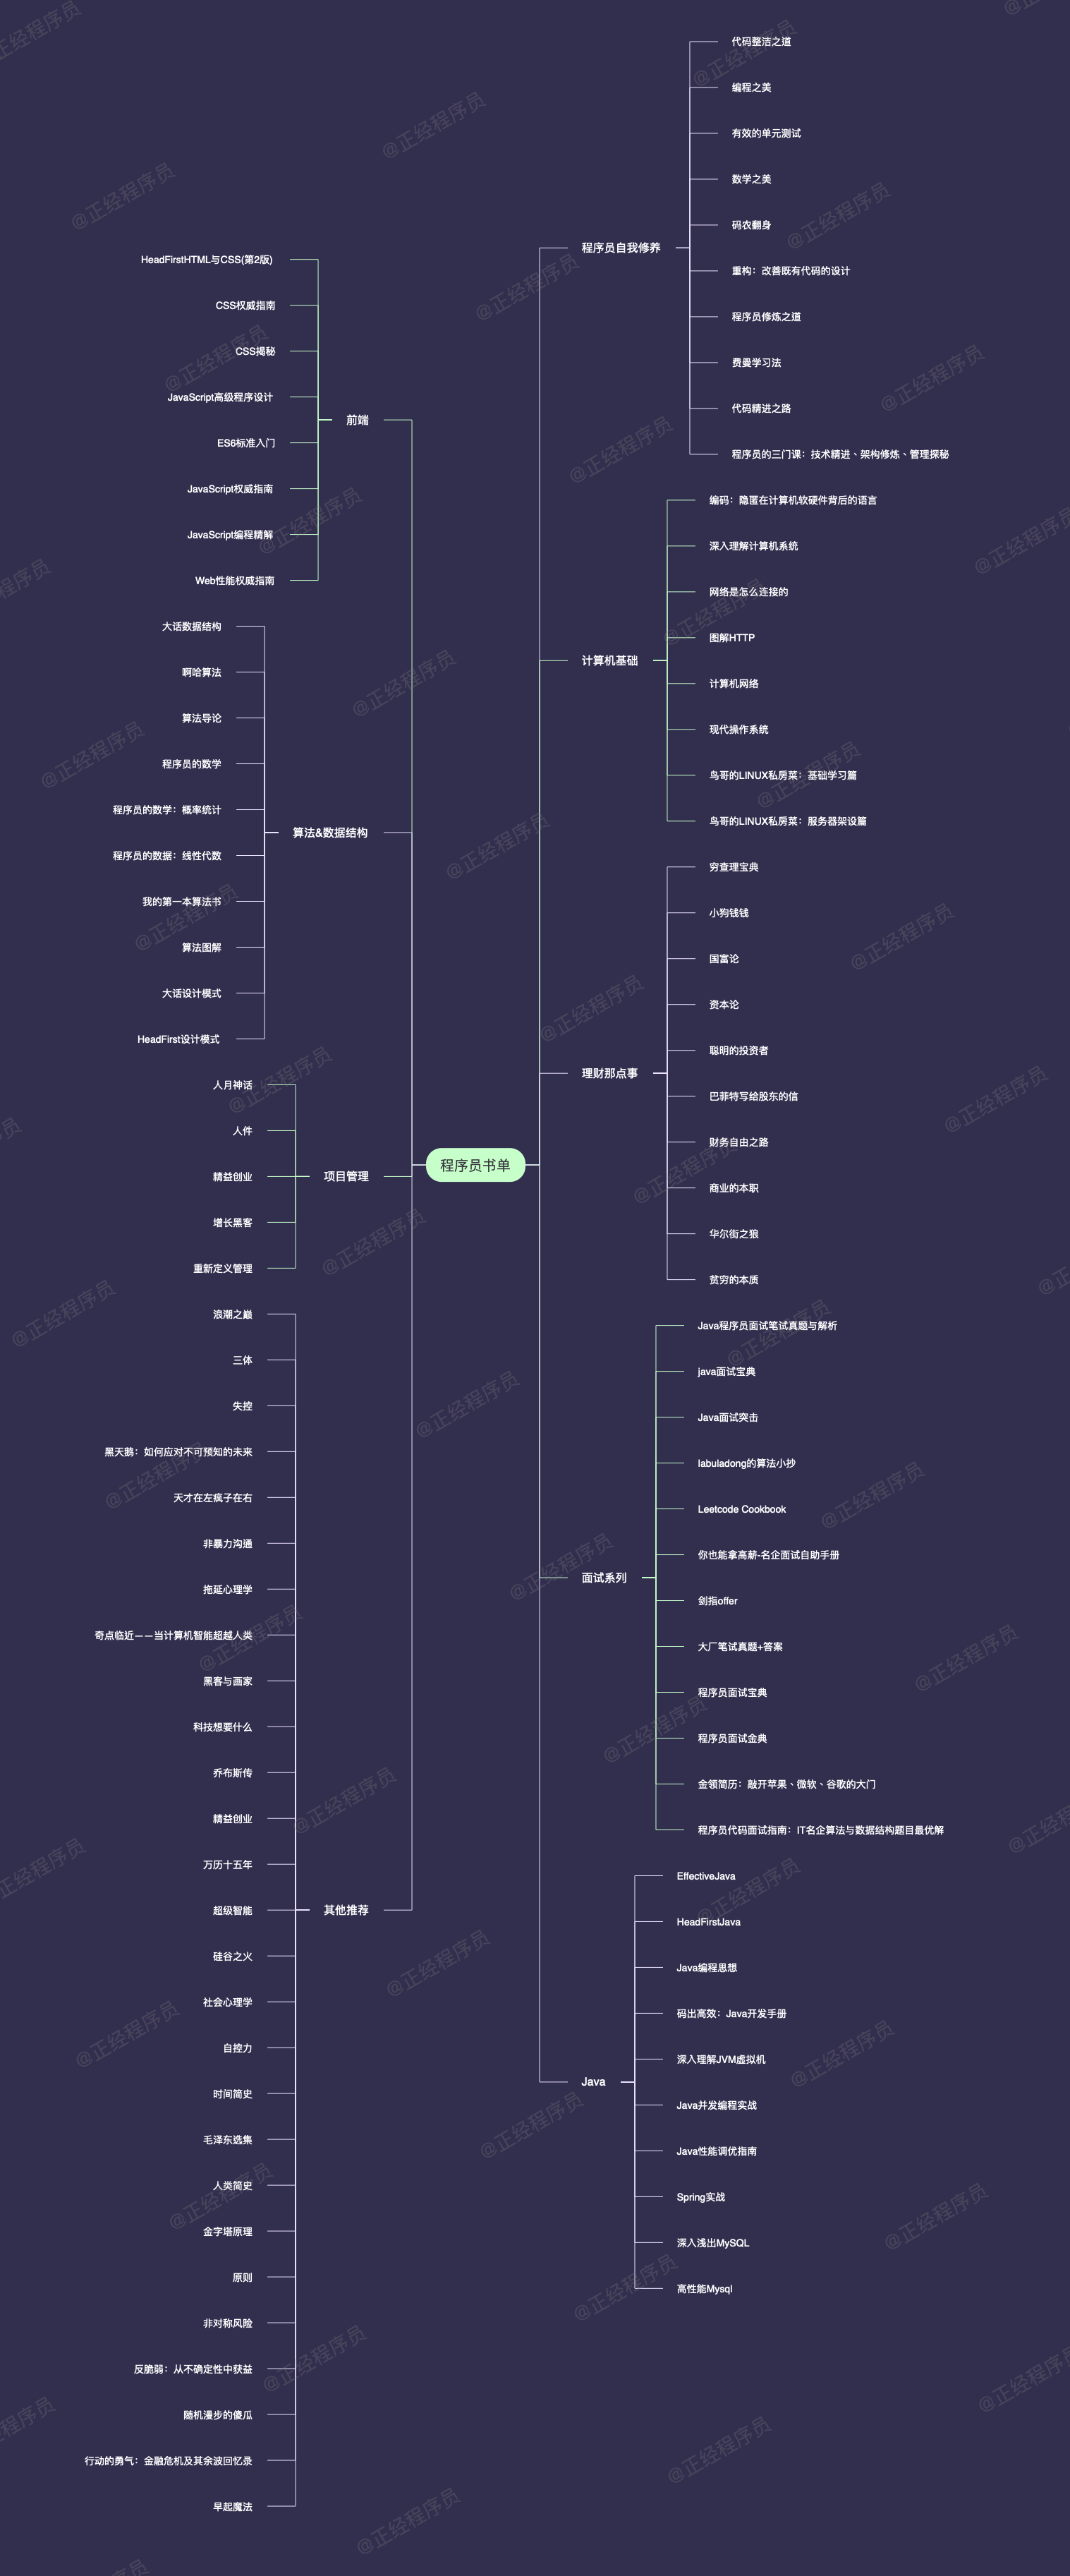 程序员书单
程序员自我修养
代码整洁之道
编程之美
有效的单元测试
数学之美
码农翻身
重构：改善既有代码的设计
程序员修炼之道
费曼学习法
代码精进之路
程序员的三门课：技术精进、架构修炼、管理探秘
计算机基础
编码：隐匿在计算机软硬件背后的语言
深入理解计算机系统
网络是怎么连接的
图解HTTP
计算机网络
现代操作系统
鸟哥的LINUX私房菜：基础学习篇
鸟哥的LINUX私房菜：服务器架设篇
理财那点事
穷查理宝典
小狗钱钱
国富论
资本论
聪明的投资者
巴菲特写给股东的信
财务自由之路
商业的本职
华尔街之狼
贫穷的本质
面试系列
Java程序员面试笔试真题与解析
java面试宝典
Java面试突击
labuladong的算法小抄
Leetcode Cookbook
你也能拿高薪-名企面试自助手册
剑指offer
大厂笔试真题+答案
程序员面试宝典
程序员面试金典
金领简历：敲开苹果、微软、谷歌的大门
程序员代码面试指南：IT名企算法与数据结构题目最优解
Java
EffectiveJava
HeadFirstJava
Java编程思想
码出高效：Java开发手册
深入理解JVM虚拟机
Java并发编程实战
Java性能调优指南
Spring实战
深入浅出MySQL
高性能Mysql
前端
HeadFirstHTML与CSS(第2版)
CSS权威指南
CSS揭秘
JavaScript高级程序设计
ES6标准入门
JavaScript权威指南
JavaScript编程精解
Web性能权威指南
算法&数据结构
大话数据结构
啊哈算法
算法导论
程序员的数学
程序员的数学：概率统计
程序员的数据：线性代数
我的第一本算法书
算法图解
大话设计模式
HeadFirst设计模式
项目管理
人月神话
人件
精益创业
增长黑客
重新定义管理
其他推荐
浪潮之巅
三体
失控
黑天鹅：如何应对不可预知的未来
天才在左疯子在右
非暴力沟通
拖延心理学
奇点临近——当计算机智能超越人类
黑客与画家
科技想要什么
乔布斯传
精益创业
万历十五年
超级智能
硅谷之火
社会心理学
自控力
时间简史
毛泽东选集
人类简史
金字塔原理
原则
非对称风险
反脆弱：从不确定性中获益
随机漫步的傻瓜
行动的勇气：金融危机及其余波回忆录
早起魔法
@正经程序员